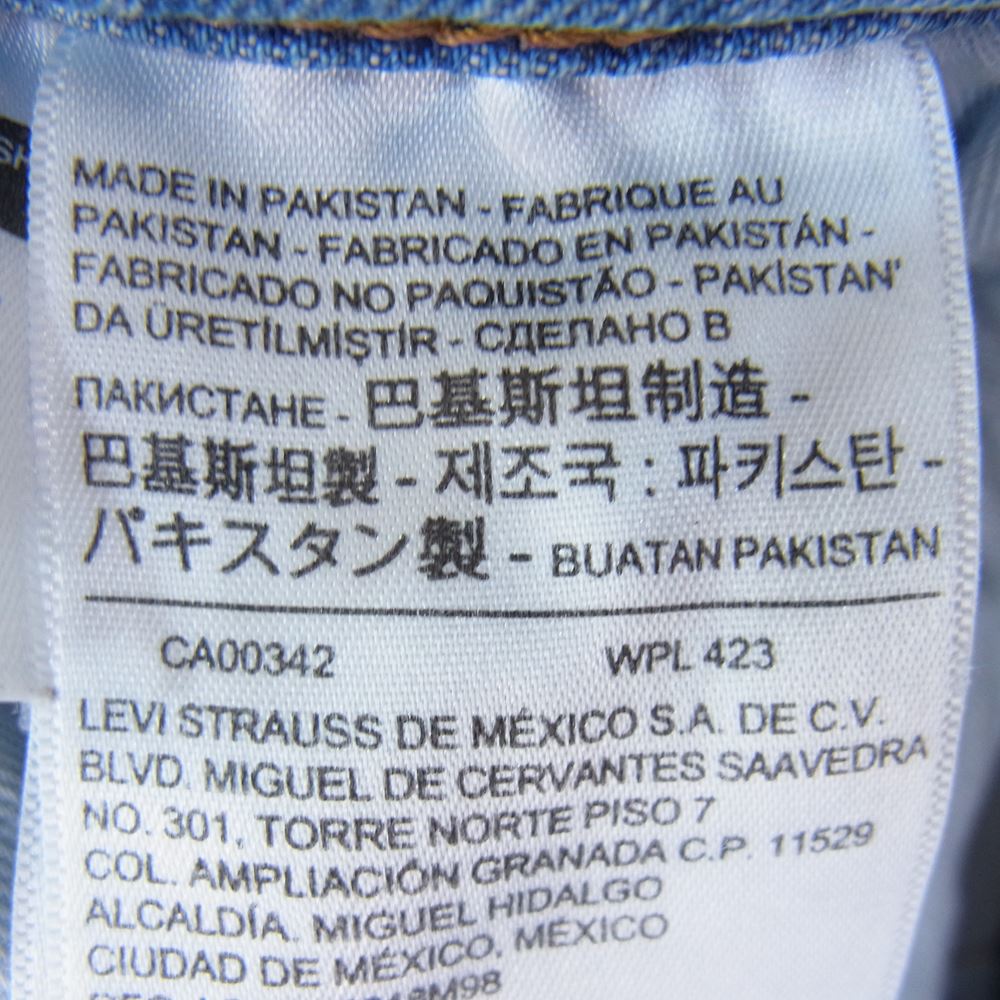 MADE IN PAKISTAN - FABRIQUE AU
PAKISTAN - FABRICADO EN PAKISTÁN -
FABRICADO NO PAQUISTÃO - PAKİSTAN'
DA ÜRETİLMİŞTİR - СДЕЛАНО В
ПАКИСТАНЕ - 巴基斯坦制造 -
巴基斯坦製 - 제조국 : 파키스탄 -
パキスタン製 - BUATAN PAKISTAN
CA00342 WPL 423
LEVI STRAUSS DE MÉXICO S.A. DE C.V.
BLVD. MIGUEL DE CERVANTES SAAVEDRA
NO. 301, TORRE NORTE PISO 7
COL. AMPLIACIÓN GRANADA C.P. 11529
ALCALDÍA. MIGUEL HIDALGO
CIUDAD DE MÉXICO, MÉXICO